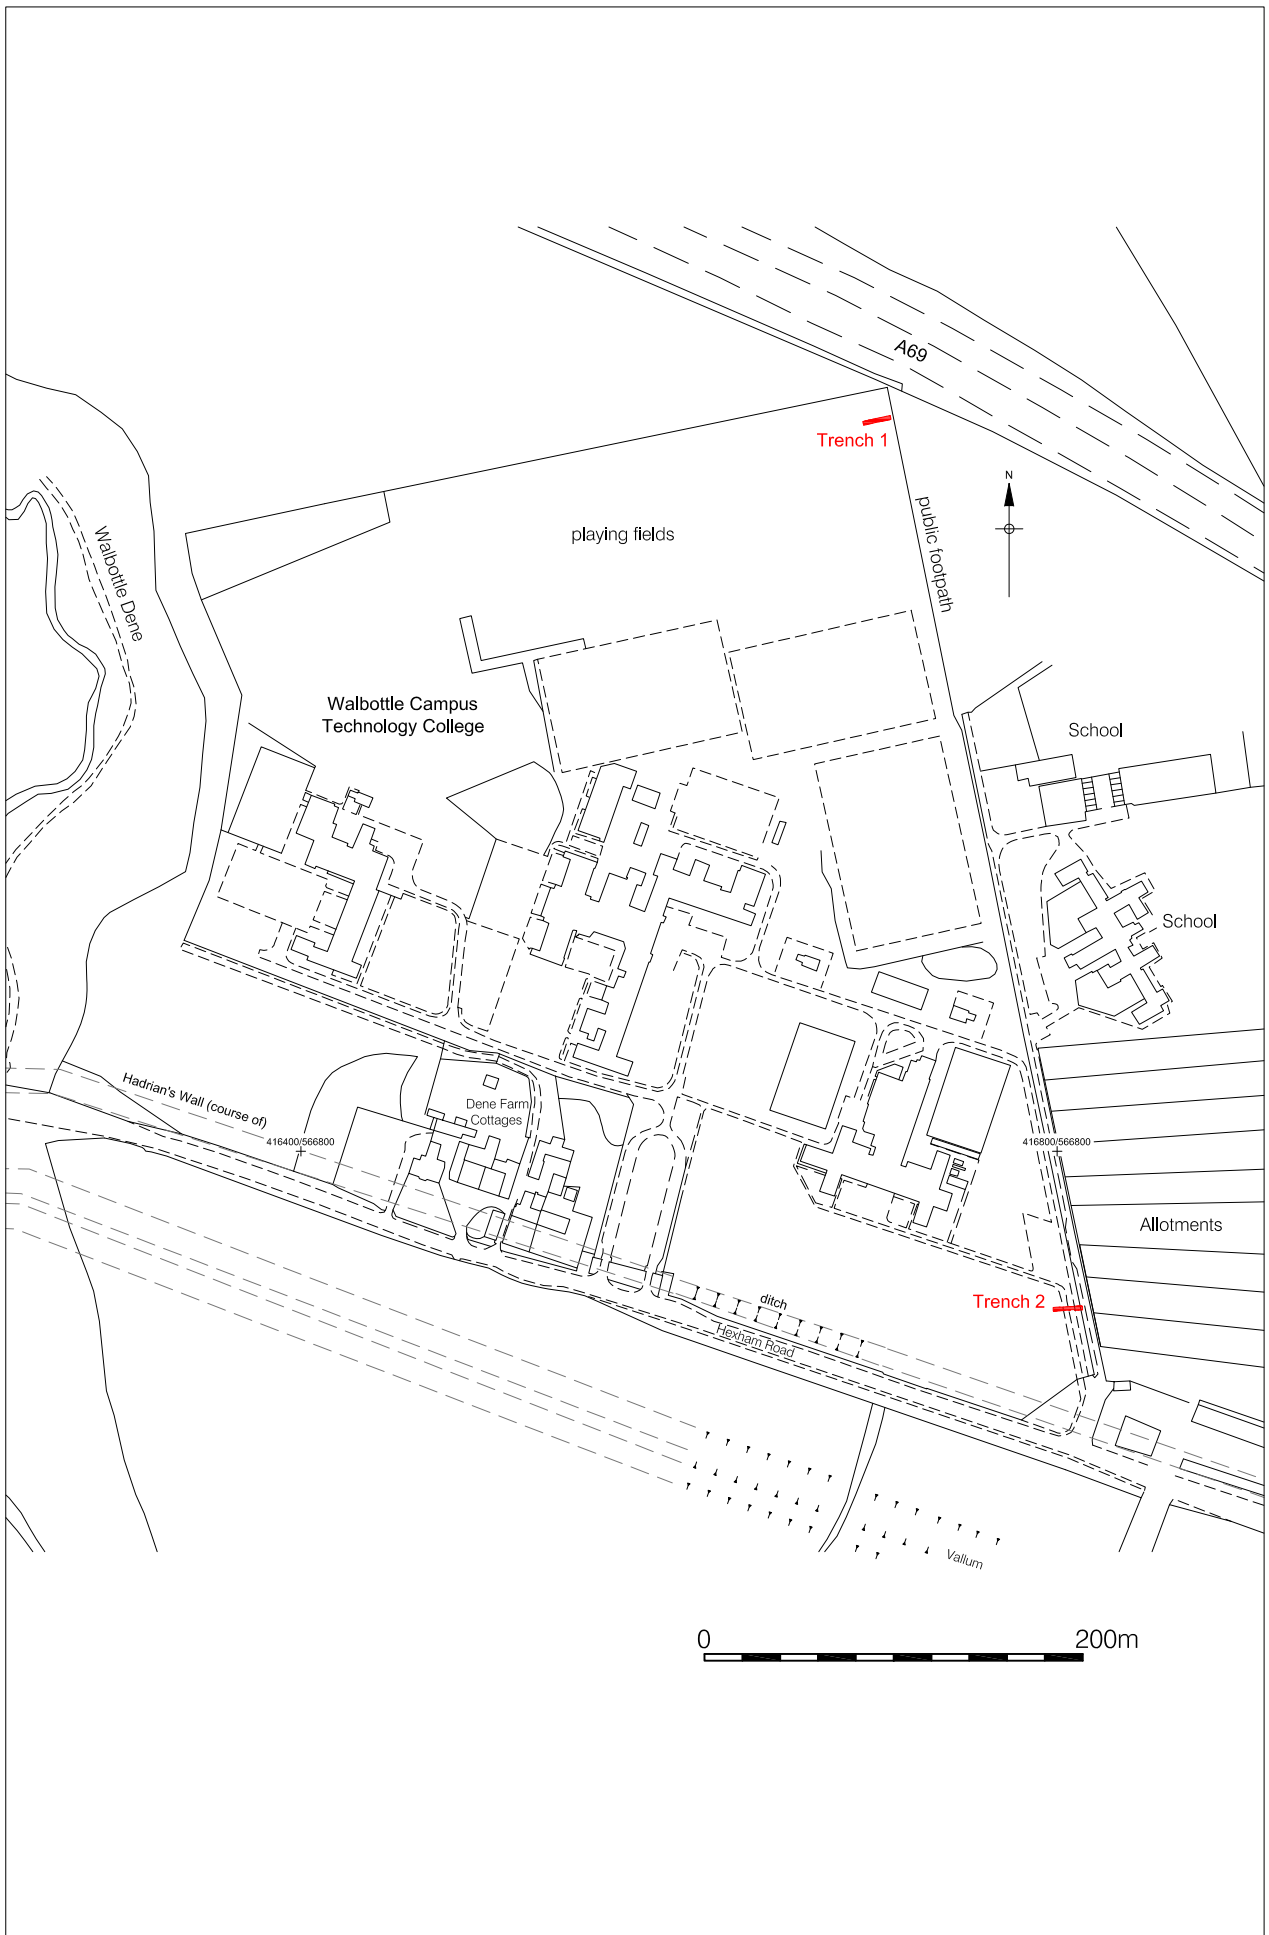 A69
Trench 1
N
public footpath
playing fields
Walbottle Dene
Walbottle Campus
Technology College
School
School
Hadrian's Wall (course of)
Dene Farm
Cottages
416400/566800
416800/566800
Allotments
Trench 2
ditch
Hexham Road
Vallum
0 200m